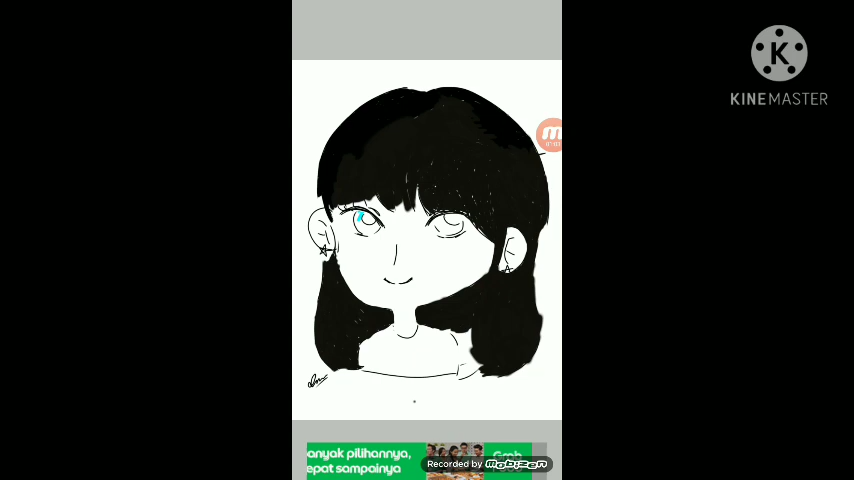 K
KINEMASTER
anyak pilihannya,
epat sampainya
Recorded by mobizen